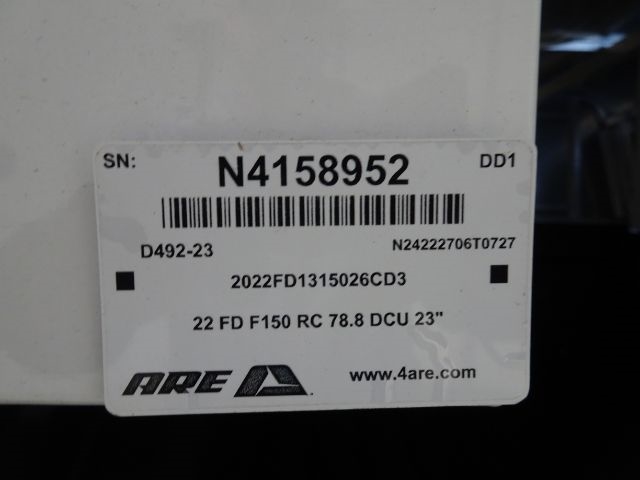 SN: N4158952 DD1
D492-23 N24222706T0727
2022FD1315026CD3
22 FD F150 RC 78.8 DCU 23"
ARE www.4are.com